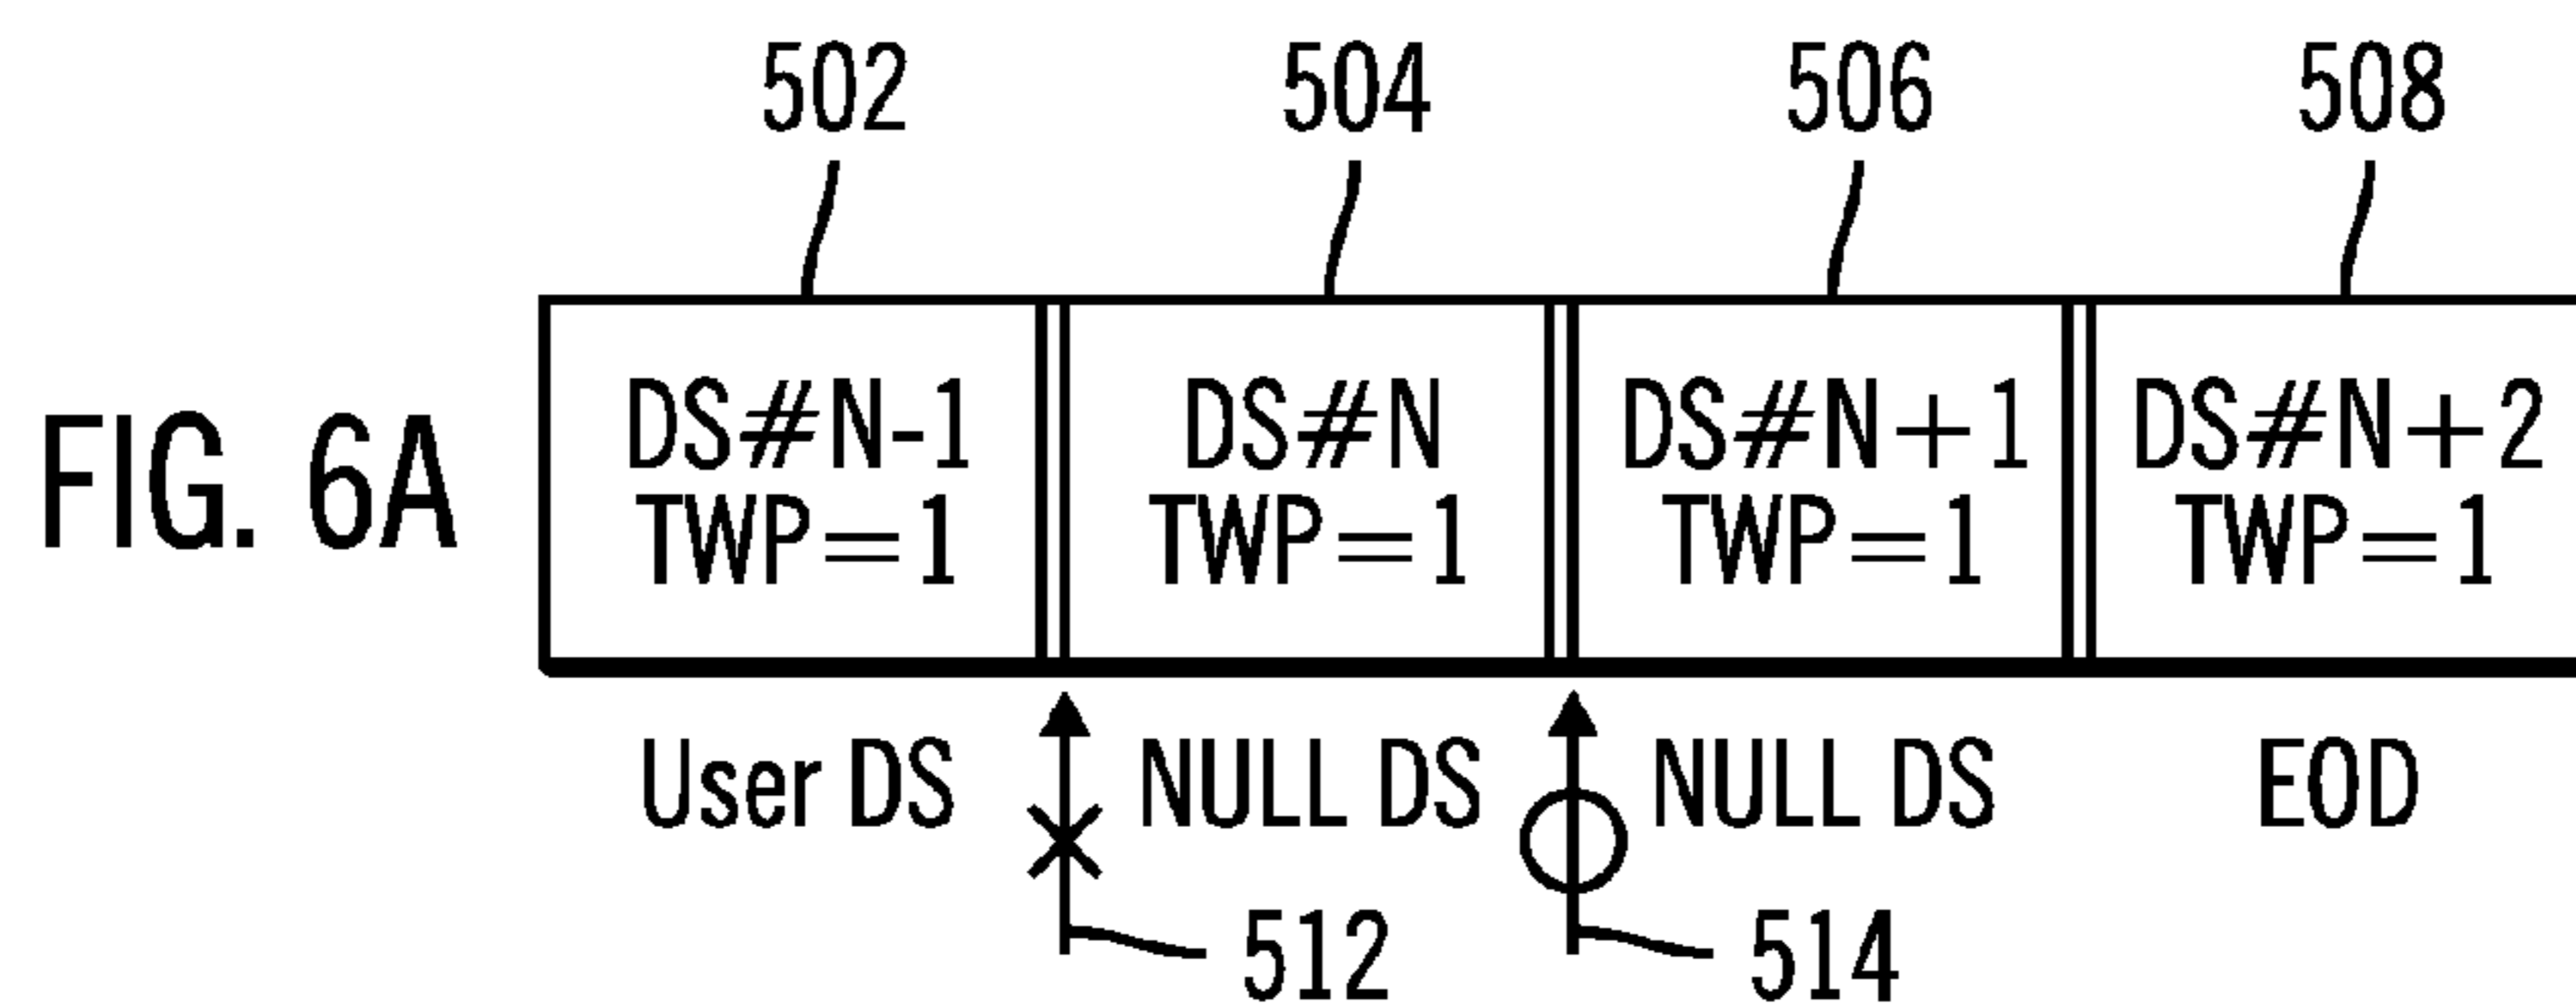 502 504 506 508
FIG. 6A
DS#N-1 DS#N DS#N+1 DS#N+2
TWP=1 TWP=1 TWP=1 TWP=1
User DS NULL DS NULL DS EOD
512 514